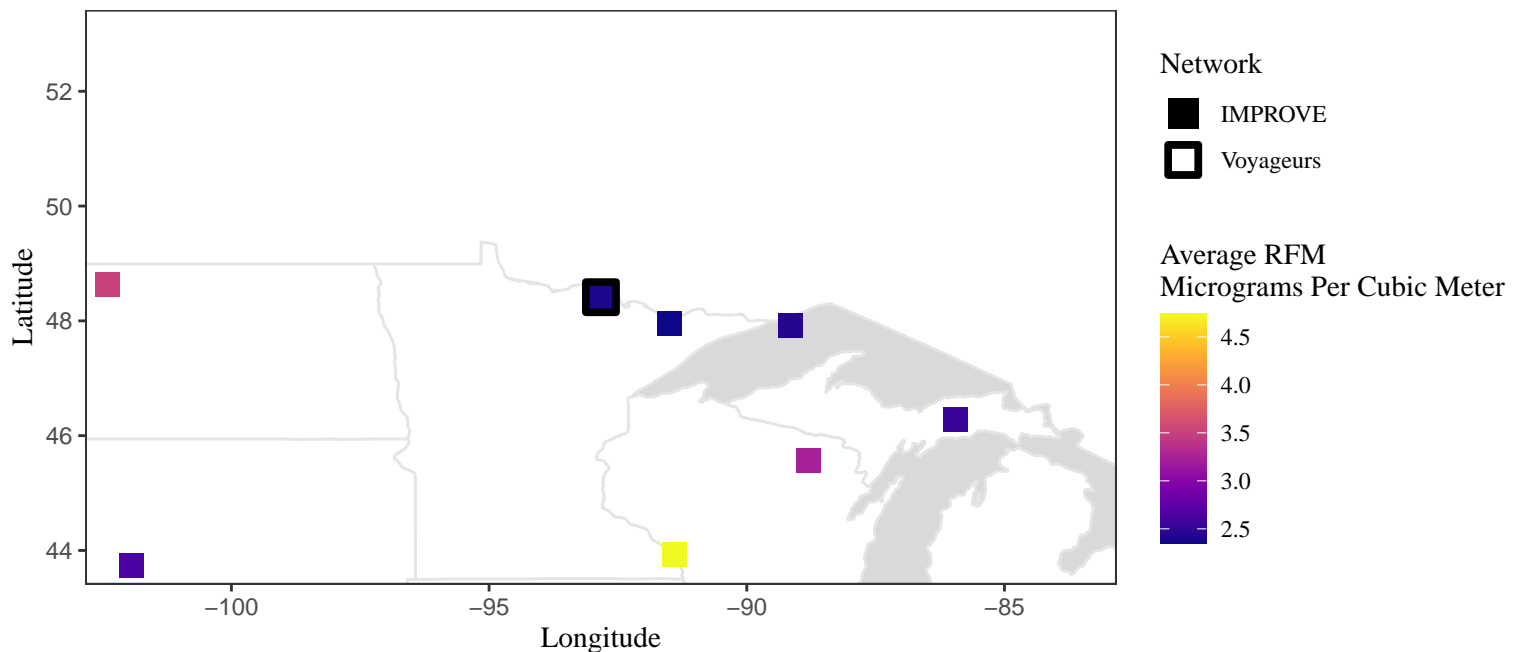 52
50
48
46
44
Latitude
−100
−95
−90
−85
Longitude
Network
IMPROVE
Voyageurs
Average RFM
Micrograms Per Cubic Meter
4.5
4.0
3.5
3.0
2.5